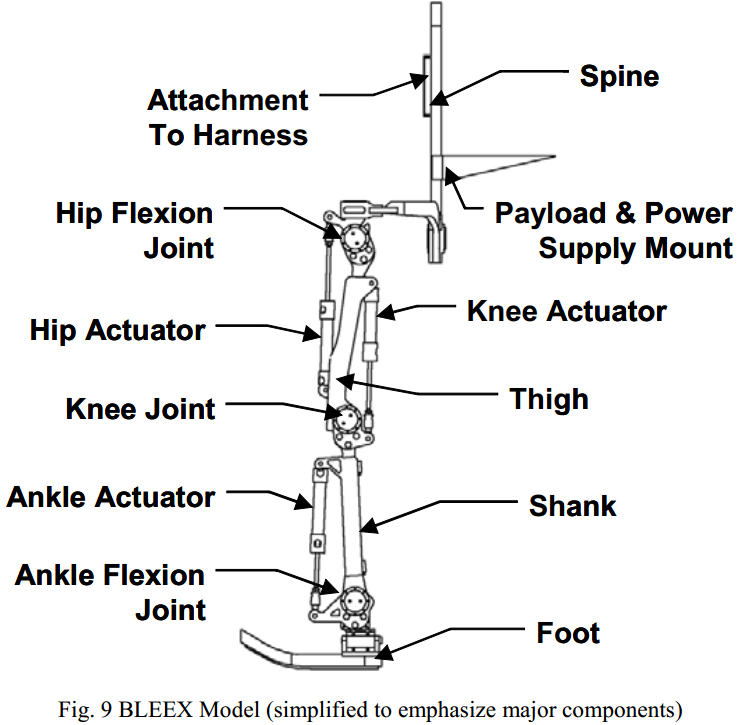 Spine
Attachment
To Harness
Hip Flexion
Joint
Payload & Power
Supply Mount
Knee Actuator
Hip Actuator
Thigh
Knee Joint
Ankle Actuator
Shank
Ankle Flexion
Joint
Foot
Fig. 9 BLEEX Model (simplified to emphasize major components)